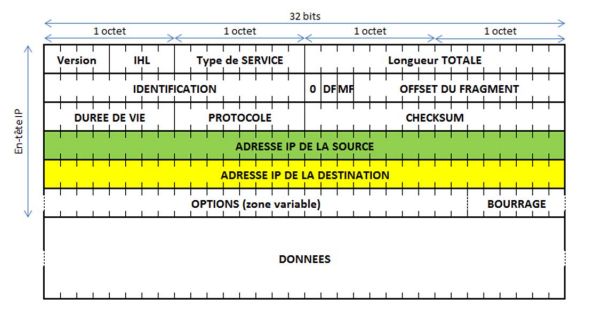 32 bits
1 octet 1 octet 1 octet 1 octet
Version IHL Type de SERVICE Longueur TOTALE
IDENTIFICATION 0 DF MF OFFSET DU FRAGMENT
DUREE DE VIE PROTOCOLE CHECKSUM
ADRESSE IP DE LA SOURCE
ADRESSE IP DE LA DESTINATION
OPTIONS (zone variable) BOURRAGE
DONNEES
En-tête IP